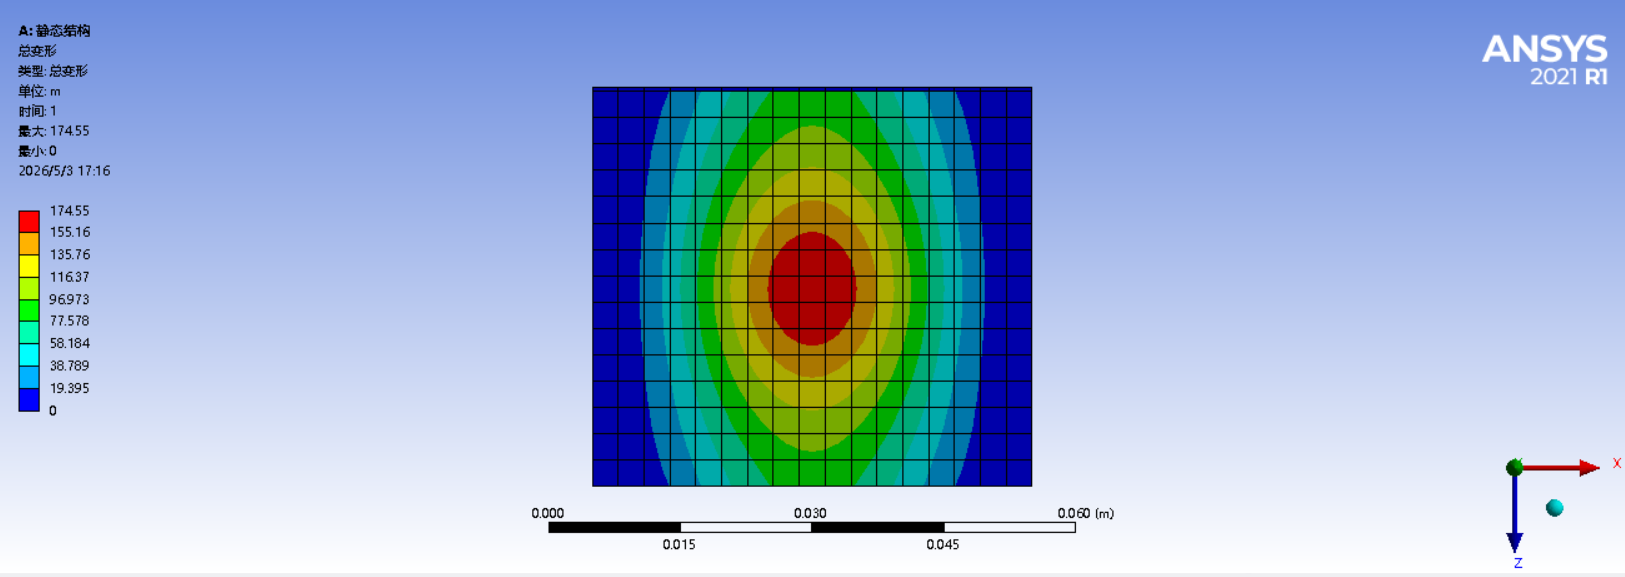 A: 静态结构
总变形
类型: 总变形
单位: m
时间: 1
最大: 174.55
最小: 0
2026/5/3 17:16
174.55
155.16
135.76
116.37
96.973
77.578
58.184
38.789
19.395
0
ANSYS
2021 R1
0.000
0.030
0.060 (m)
0.015
0.045
Y
X
Z